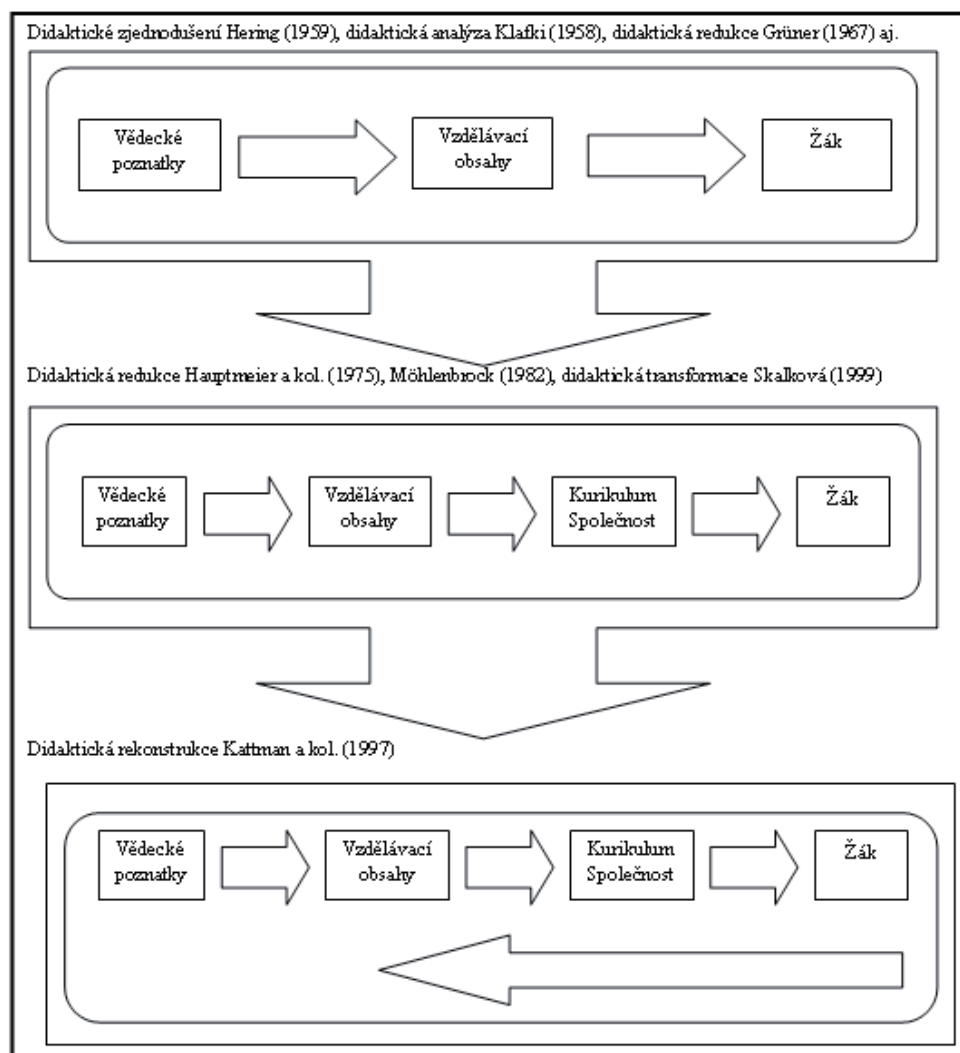 Didaktické zjednodušení Hering (1959), didaktická analýza Klafki (1958), didaktická redukce Grüner (1967) aj.
Vědecké
poznatky
Vzdělávací
obsahy
Žák
Didaktická redukce Hauptmeier a kol. (1975), Möhlenbrock (1982), didaktická transformace Skalková (1999)
Vědecké
poznatky
Vzdělávací
obsahy
Kurikulum
Společnost
Žák
Didaktická rekonstrukce Kattman a kol. (1997)
Vědecké
poznatky
Vzdělávací
obsahy
Kurikulum
Společnost
Žák